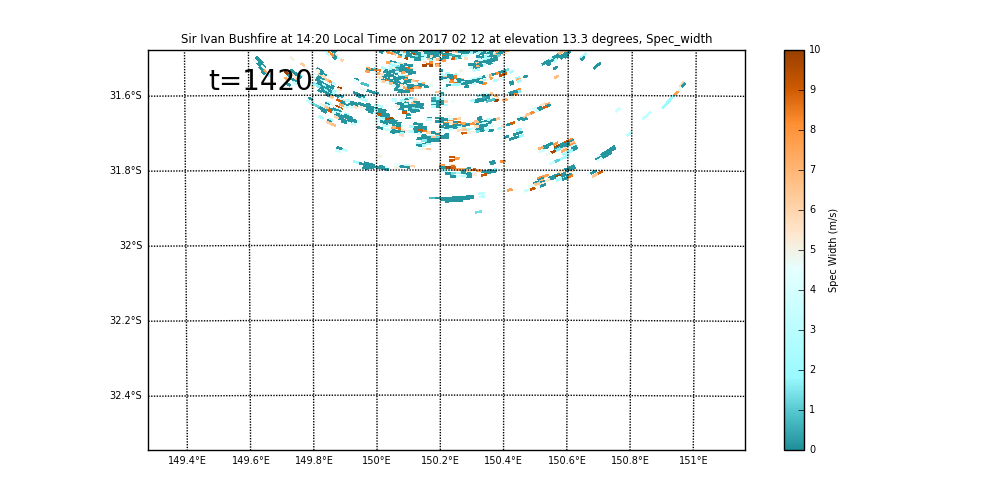 Sir Ivan Bushfire at 14:20 Local Time on 2017 02 12 at elevation 13.3 degrees, Spec_width
t=1420
31.6°S
31.8°S
32°S
32.2°S
32.4°S
149.4°E 149.6°E 149.8°E 150°E 150.2°E 150.4°E 150.6°E 150.8°E 151°E
10
9
8
7
6
5
4
3
2
1
0
Spec Width (m/s)